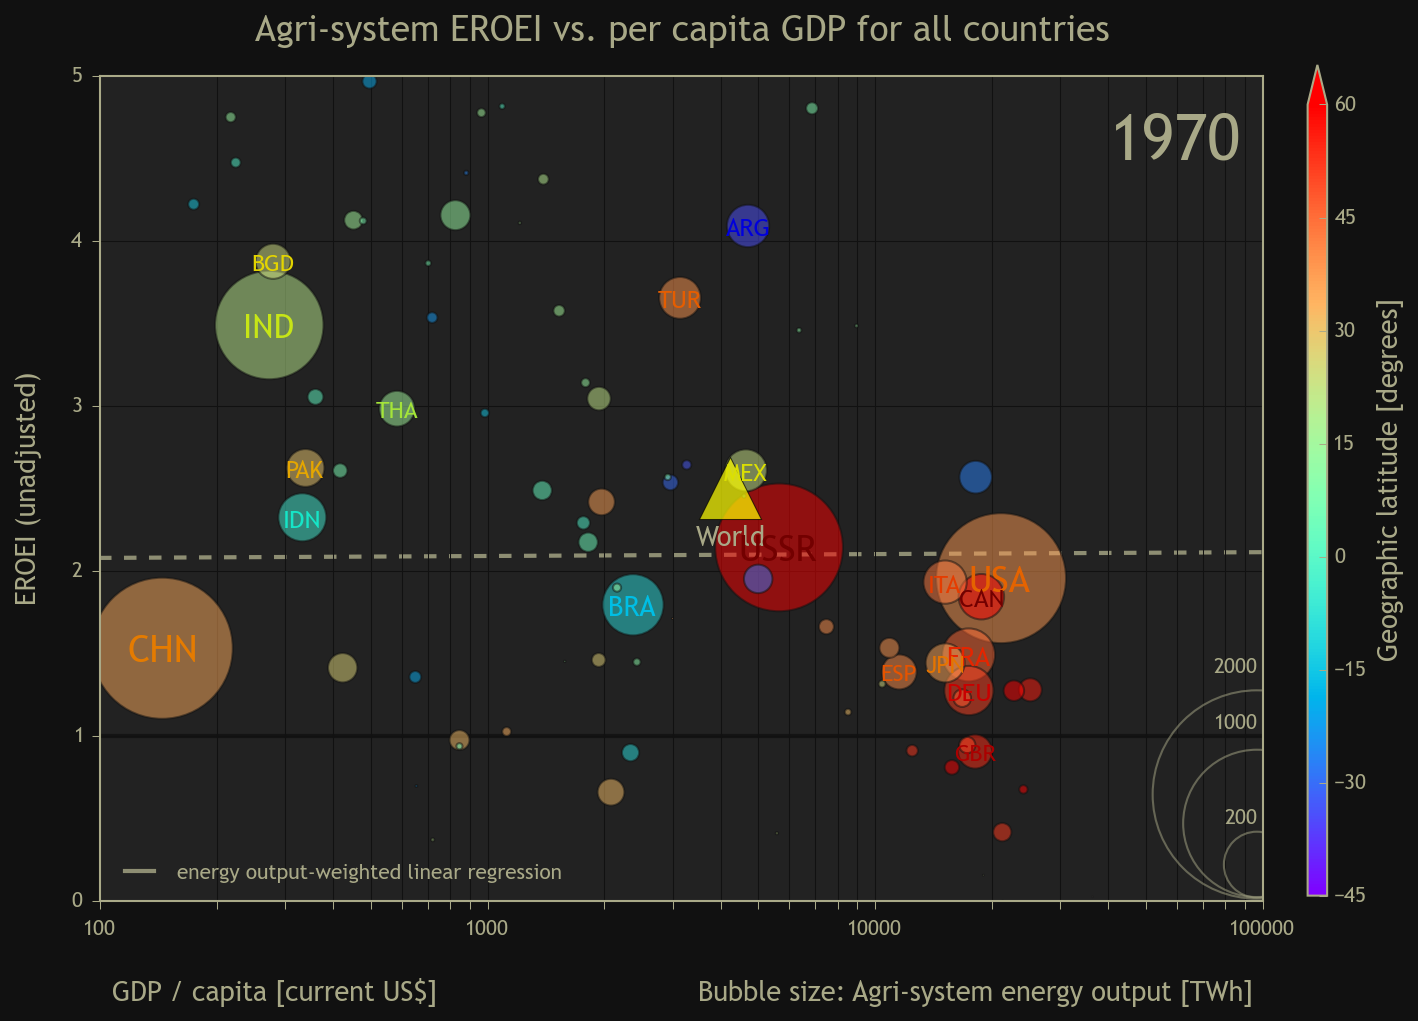 Agri-system EROEI vs. per capita GDP for all countries
1970
5
4
3
2
1
0
EROEI (unadjusted)
ARG
BGD
TUR
IND
THA
PAK
MEX
IDN
World
USSR
ITA
USA
CAN
BRA
CHN
FRA
JPN
ESP
DEU
GBR
2000
1000
200
energy output-weighted linear regression
100
1000
10000
100000
GDP / capita [current US$]
Bubble size: Agri-system energy output [TWh]
60
45
30
15
0
−15
−30
−45
Geographic latitude [degrees]